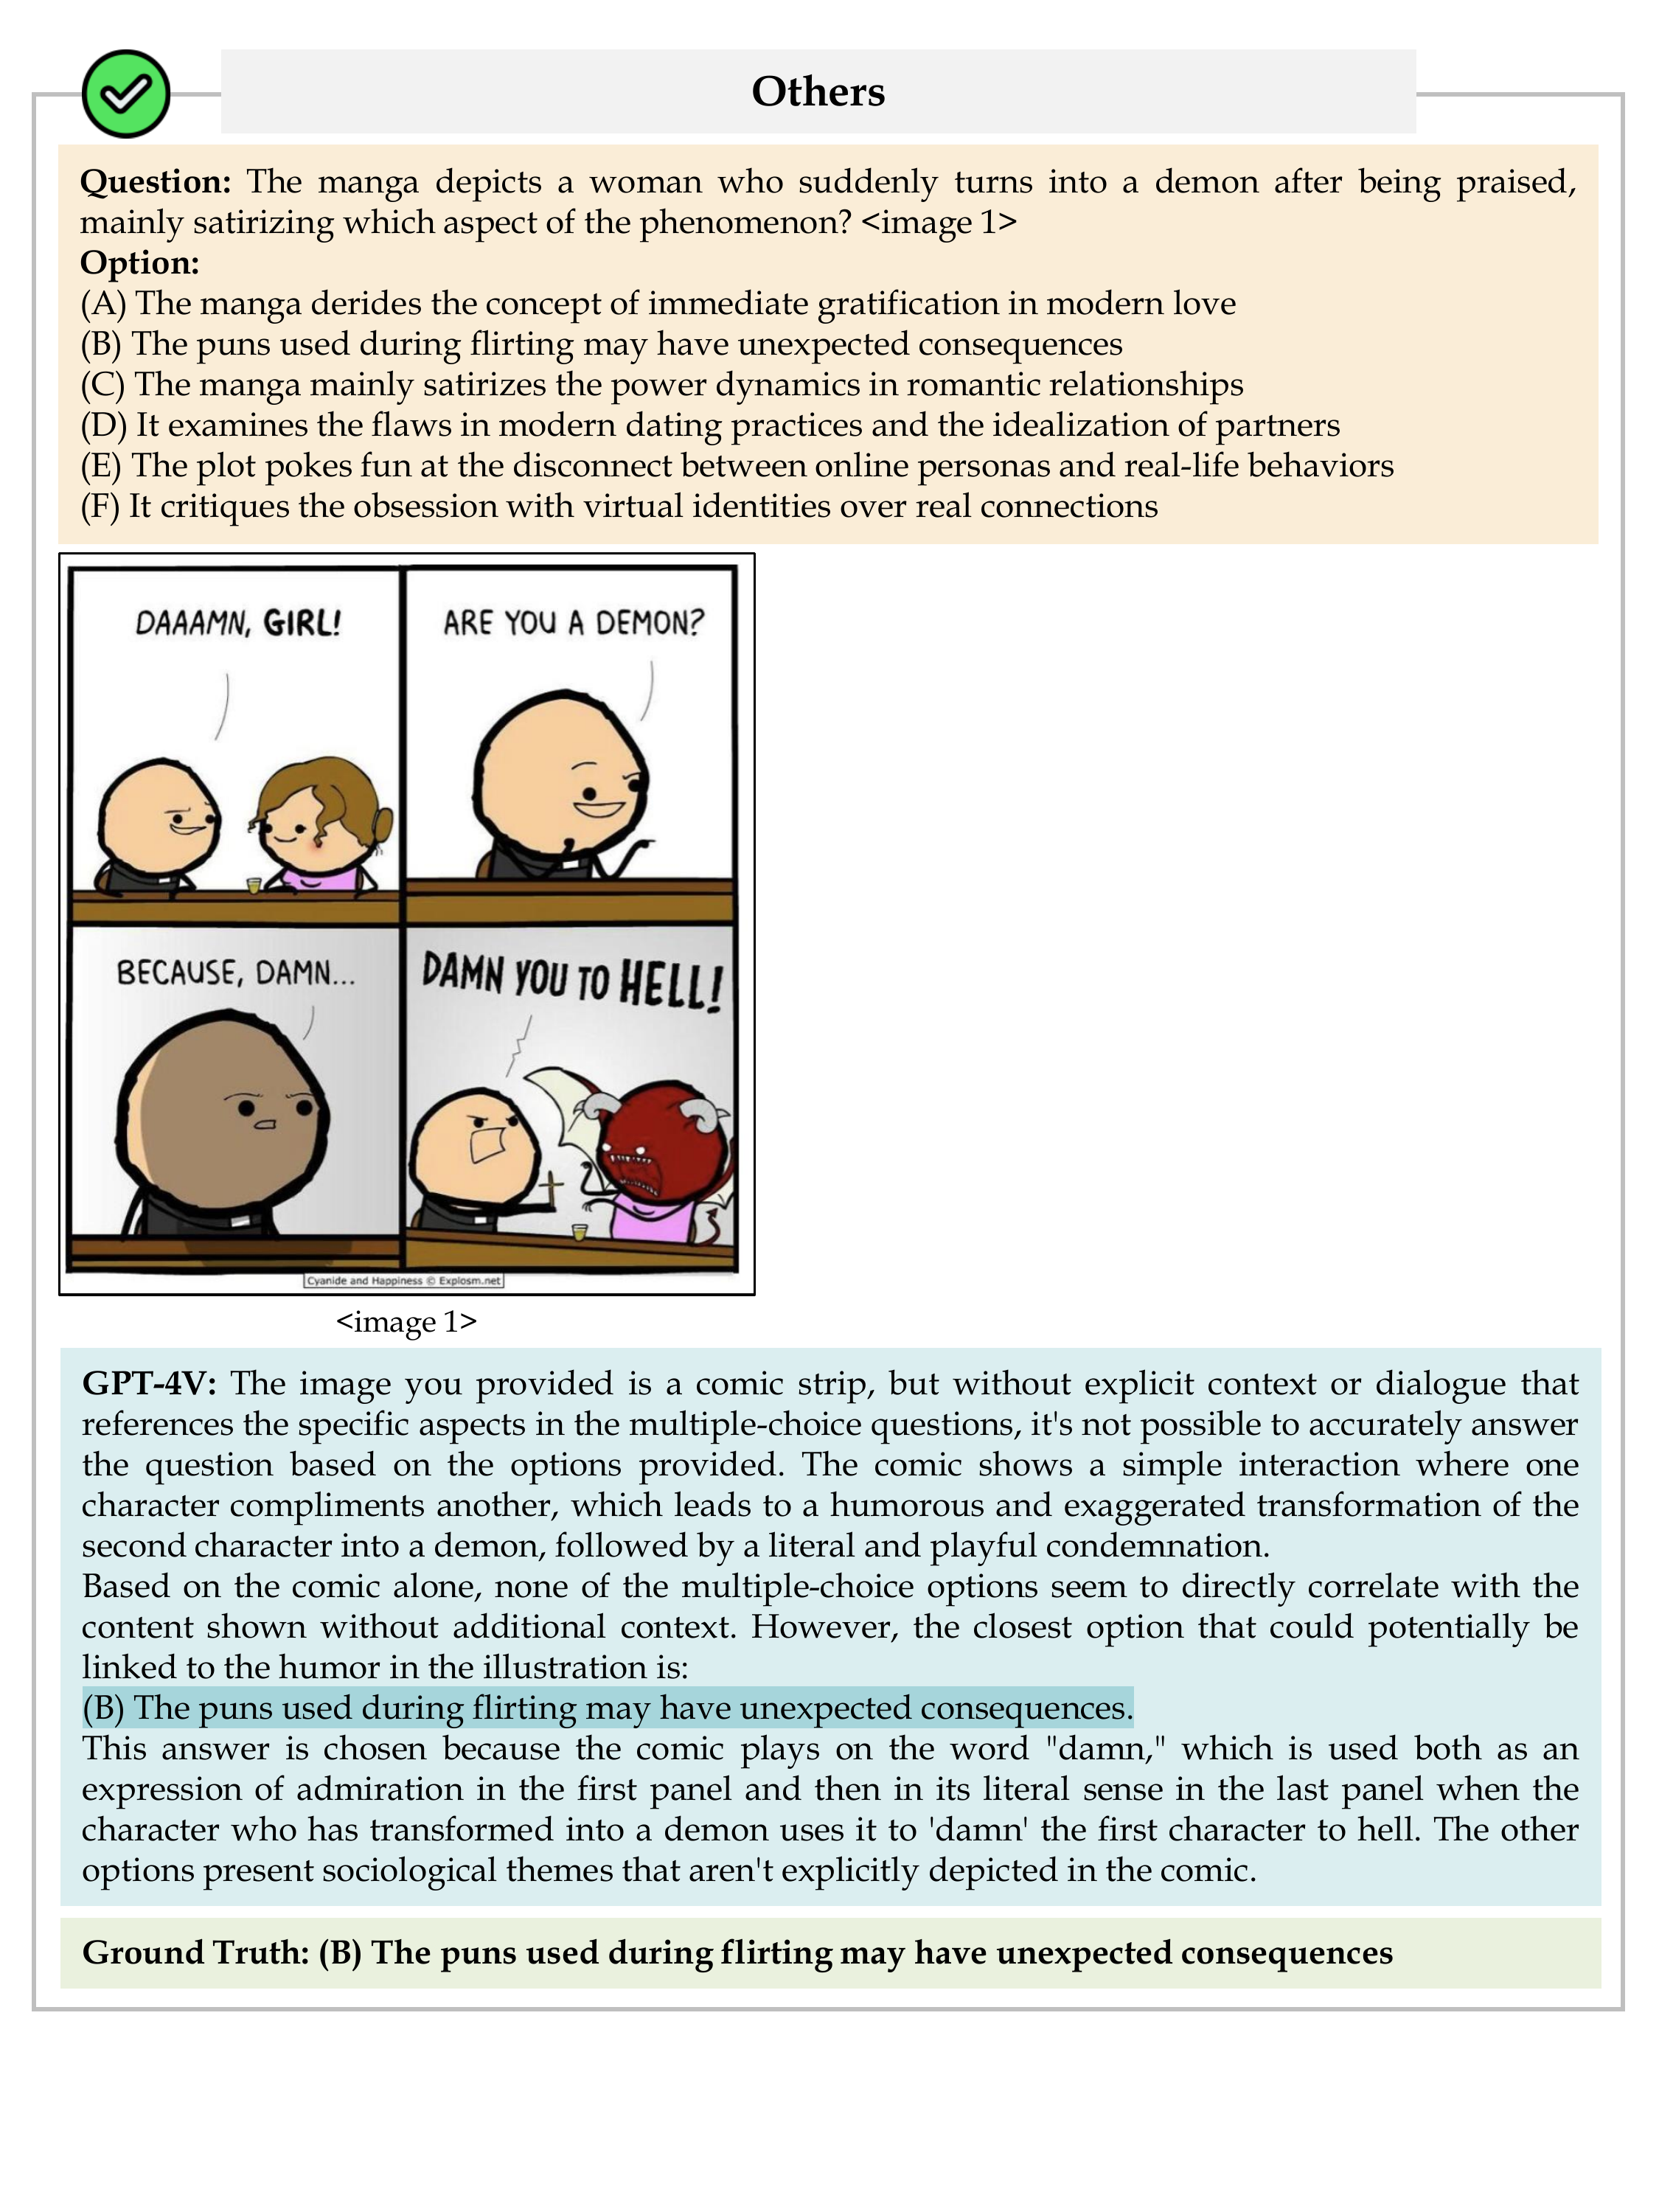 Others
Question: The manga depicts a woman who suddenly turns into a demon after being praised,
mainly satirizing which aspect of the phenomenon? <image 1>
Option:
(A) The manga derides the concept of immediate gratification in modern love
(B) The puns used during flirting may have unexpected consequences
(C) The manga mainly satirizes the power dynamics in romantic relationships
(D) It examines the flaws in modern dating practices and the idealization of partners
(E) The plot pokes fun at the disconnect between online personas and real-life behaviors
(F) It critiques the obsession with virtual identities over real connections
DAAAMN, GIRL!
ARE YOU A DEMON?
BECAUSE, DAMN...
DAMN YOU TO HELL!
Cyanide and Happiness © Explosm.net
<image 1>
GPT-4V: The image you provided is a comic strip, but without explicit context or dialogue that
references the specific aspects in the multiple-choice questions, it's not possible to accurately answer
the question based on the options provided. The comic shows a simple interaction where one
character compliments another, which leads to a humorous and exaggerated transformation of the
second character into a demon, followed by a literal and playful condemnation.
Based on the comic alone, none of the multiple-choice options seem to directly correlate with the
content shown without additional context. However, the closest option that could potentially be
linked to the humor in the illustration is:
(B) The puns used during flirting may have unexpected consequences.
This answer is chosen because the comic plays on the word "damn," which is used both as an
expression of admiration in the first panel and then in its literal sense in the last panel when the
character who has transformed into a demon uses it to 'damn' the first character to hell. The other
options present sociological themes that aren't explicitly depicted in the comic.
Ground Truth: (B) The puns used during flirting may have unexpected consequences